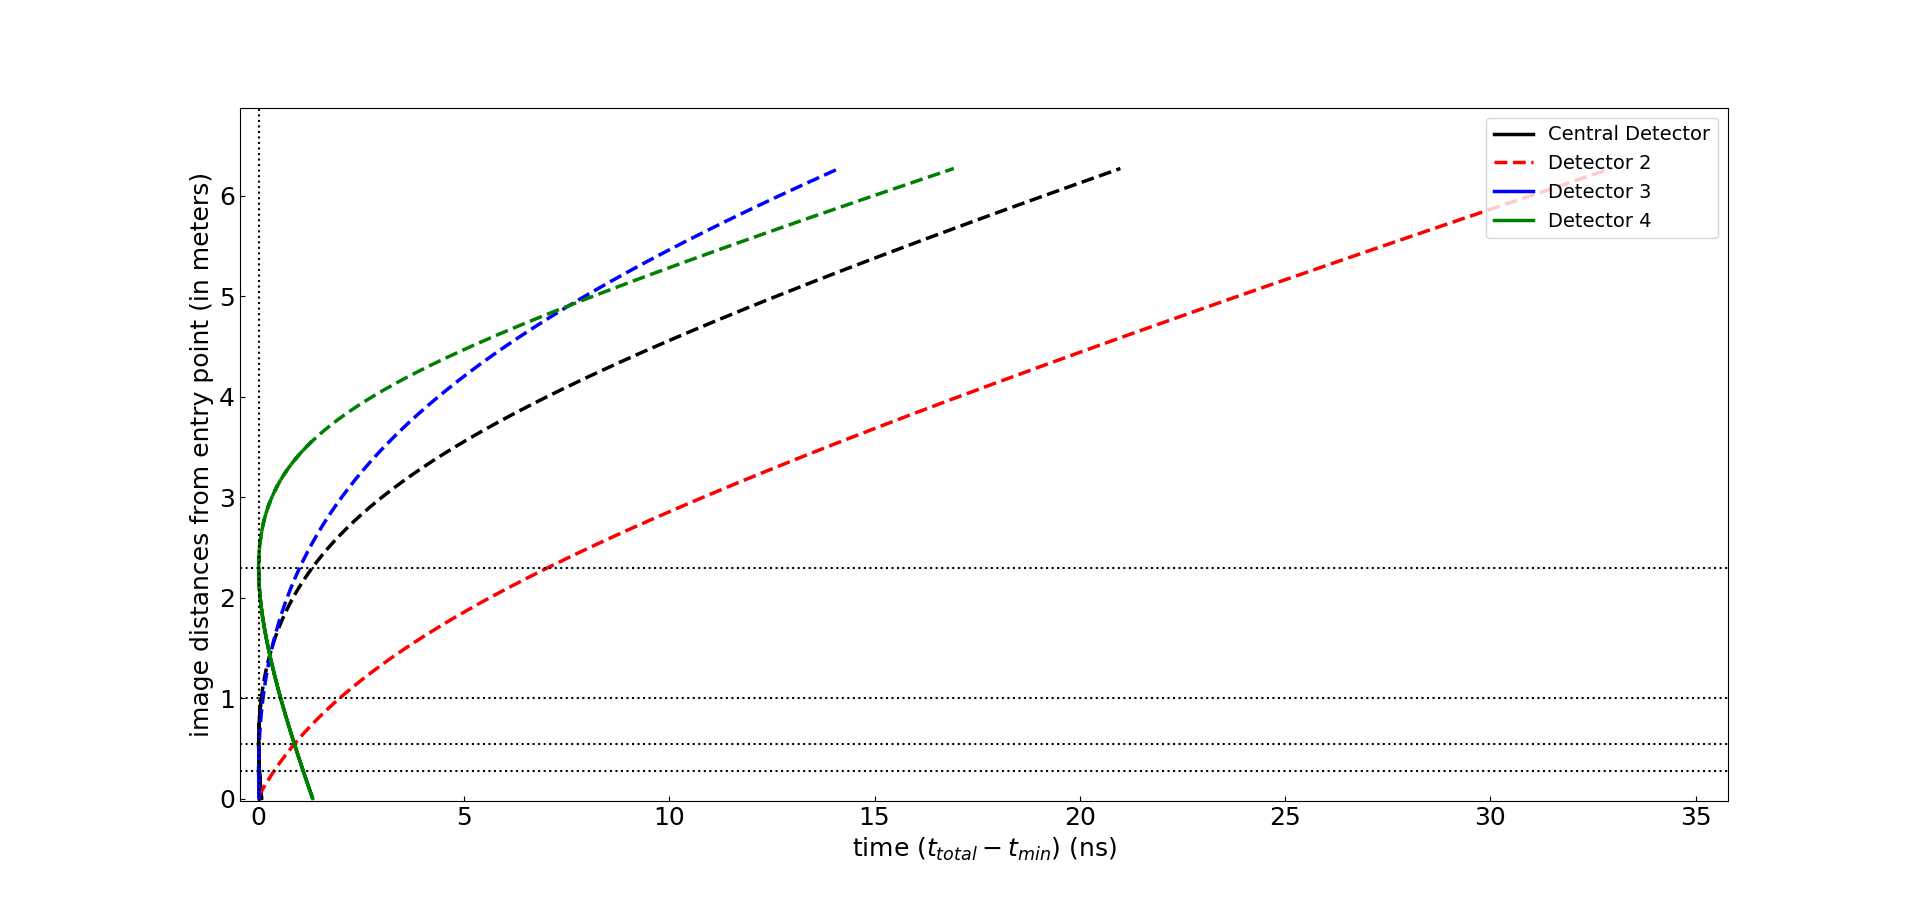 Central Detector
Detector 2
Detector 3
Detector 4
image distances from entry point (in meters)
6
5
4
3
2
1
0
0 5 10 15 20 25 30 35
time (t_total − t_min) (ns)